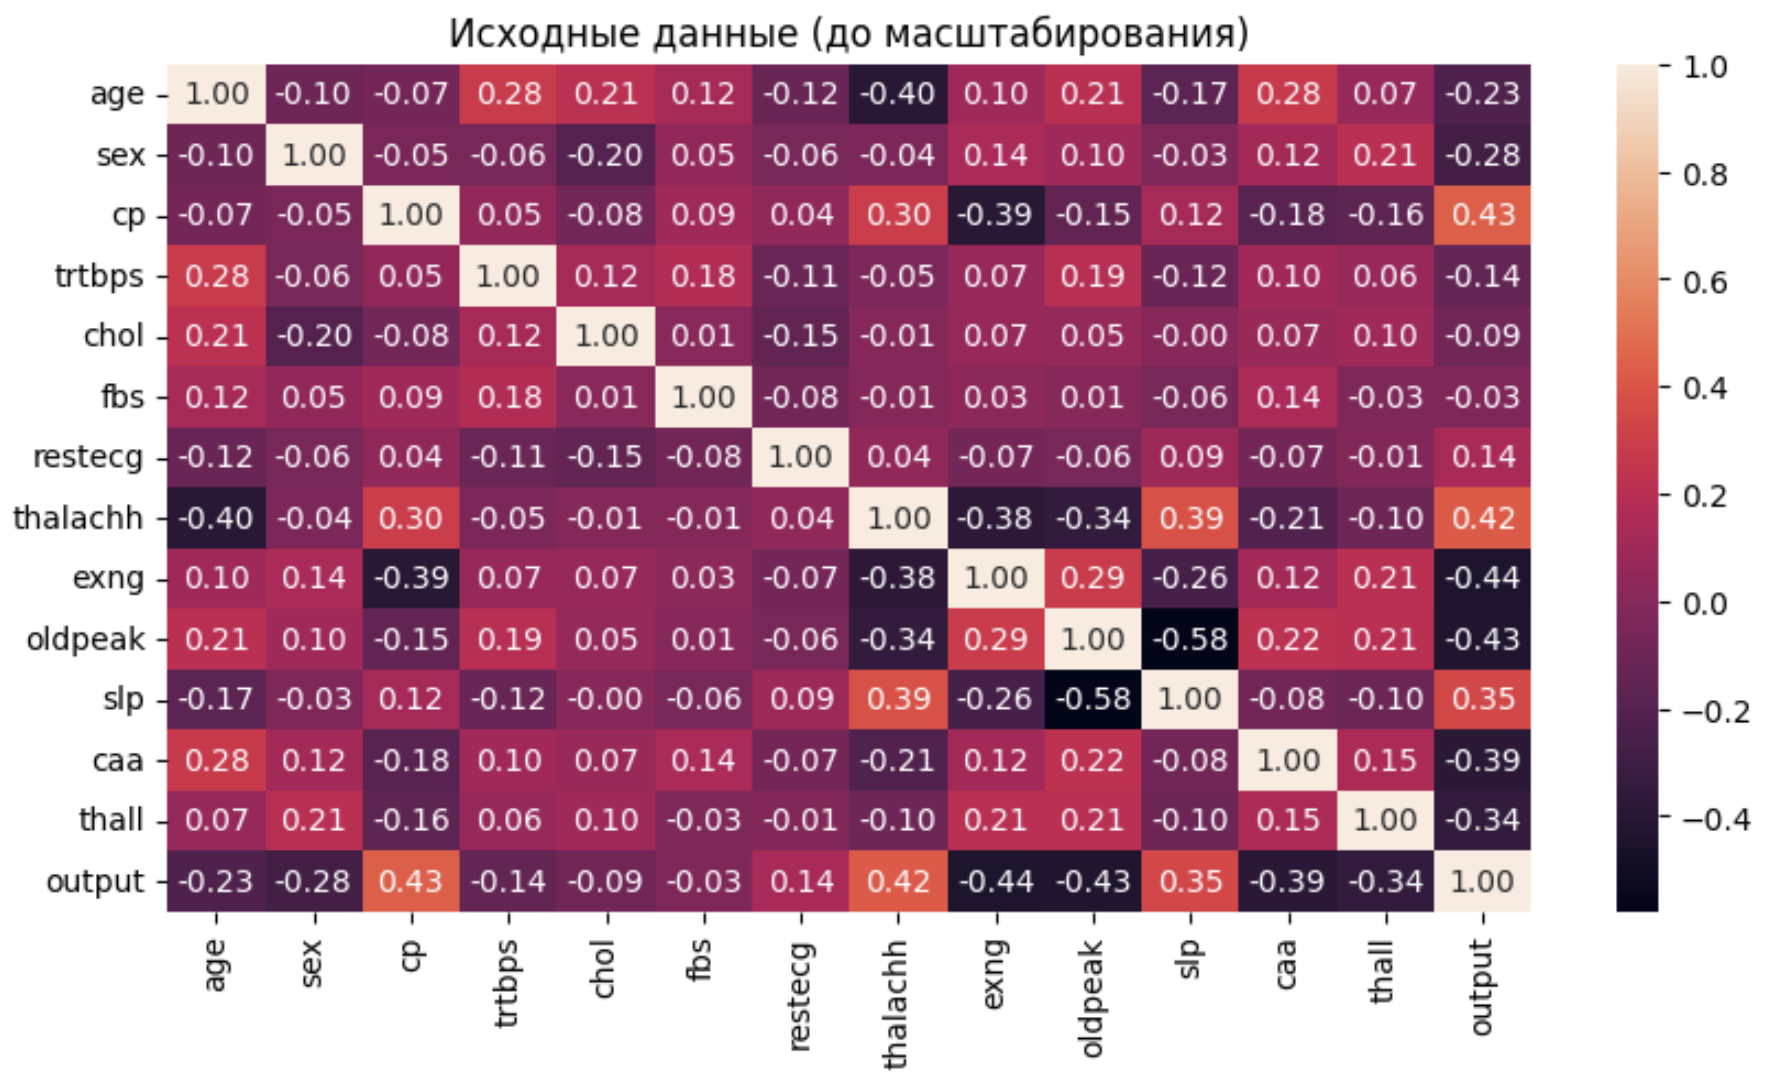 Исходные данные (до масштабирования)
age 1.00 -0.10 -0.07 0.28 0.21 0.12 -0.12 -0.40 0.10 0.21 -0.17 0.28 0.07 -0.23
sex -0.10 1.00 -0.05 -0.06 -0.20 0.05 -0.06 -0.04 0.14 0.10 -0.03 0.12 0.21 -0.28
cp -0.07 -0.05 1.00 0.05 -0.08 0.09 0.04 0.30 -0.39 -0.15 0.12 -0.18 -0.16 0.43
trtbps 0.28 -0.06 0.05 1.00 0.12 0.18 -0.11 -0.05 0.07 0.19 -0.12 0.10 0.06 -0.14
chol 0.21 -0.20 -0.08 0.12 1.00 0.01 -0.15 -0.01 0.07 0.05 -0.00 0.07 0.10 -0.09
fbs 0.12 0.05 0.09 0.18 0.01 1.00 -0.08 -0.01 0.03 0.01 -0.06 0.14 -0.03 -0.03
restecg -0.12 -0.06 0.04 -0.11 -0.15 -0.08 1.00 0.04 -0.07 -0.06 0.09 -0.07 -0.01 0.14
thalachh -0.40 -0.04 0.30 -0.05 -0.01 -0.01 0.04 1.00 -0.38 -0.34 0.39 -0.21 -0.10 0.42
exng 0.10 0.14 -0.39 0.07 0.07 0.03 -0.07 -0.38 1.00 0.29 -0.26 0.12 0.21 -0.44
oldpeak 0.21 0.10 -0.15 0.19 0.05 0.01 -0.06 -0.34 0.29 1.00 -0.58 0.22 0.21 -0.43
slp -0.17 -0.03 0.12 -0.12 -0.00 -0.06 0.09 0.39 -0.26 -0.58 1.00 -0.08 -0.10 0.35
caa 0.28 0.12 -0.18 0.10 0.07 0.14 -0.07 -0.21 0.12 0.22 -0.08 1.00 0.15 -0.39
thall 0.07 0.21 -0.16 0.06 0.10 -0.03 -0.01 -0.10 0.21 0.21 -0.10 0.15 1.00 -0.34
output -0.23 -0.28 0.43 -0.14 -0.09 -0.03 0.14 0.42 -0.44 -0.43 0.35 -0.39 -0.34 1.00
age sex cp trtbps chol fbs restecg thalachh exng oldpeak slp caa thall output
1.0
0.8
0.6
0.4
0.2
0.0
−0.2
−0.4